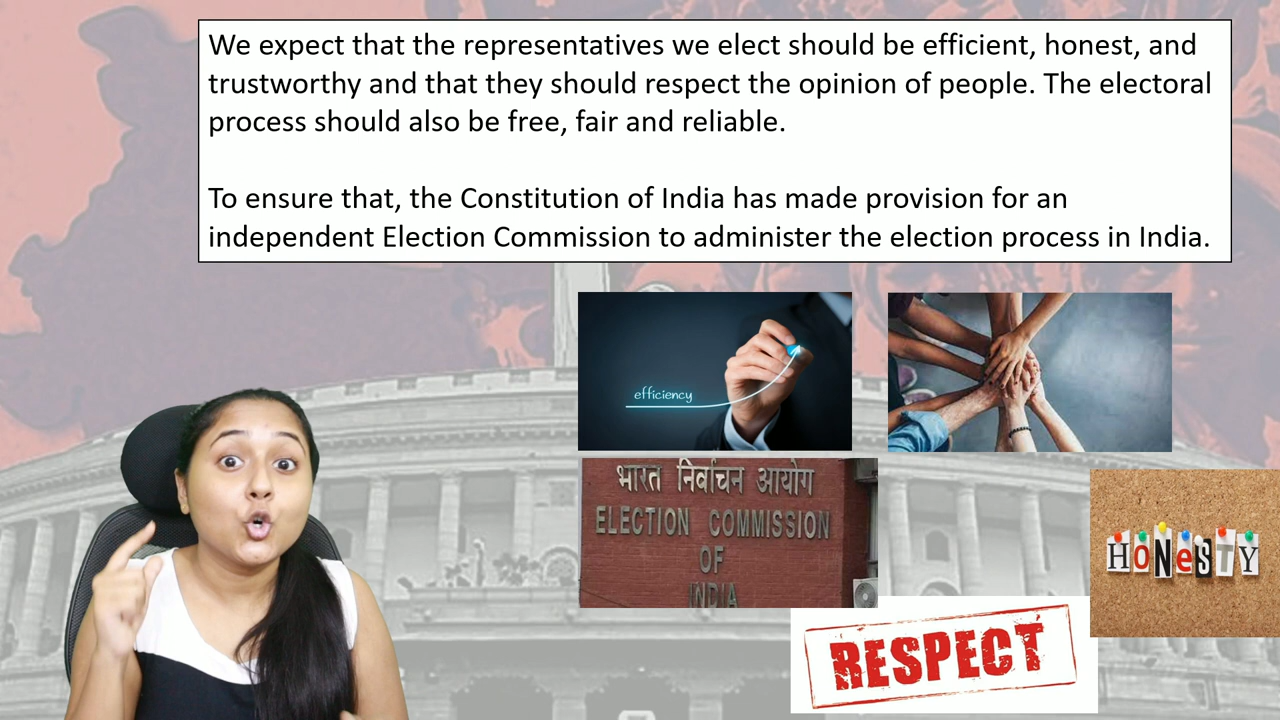 We expect that the representatives we elect should be efficient, honest, and
trustworthy and that they should respect the opinion of people. The electoral
process should also be free, fair and reliable.
To ensure that, the Constitution of India has made provision for an
independent Election Commission to administer the election process in India.
efficiency
भारत निर्वाचन आयोग
ELECTION COMMISSION
OF
INDIA
HONeSTY
RESPECT